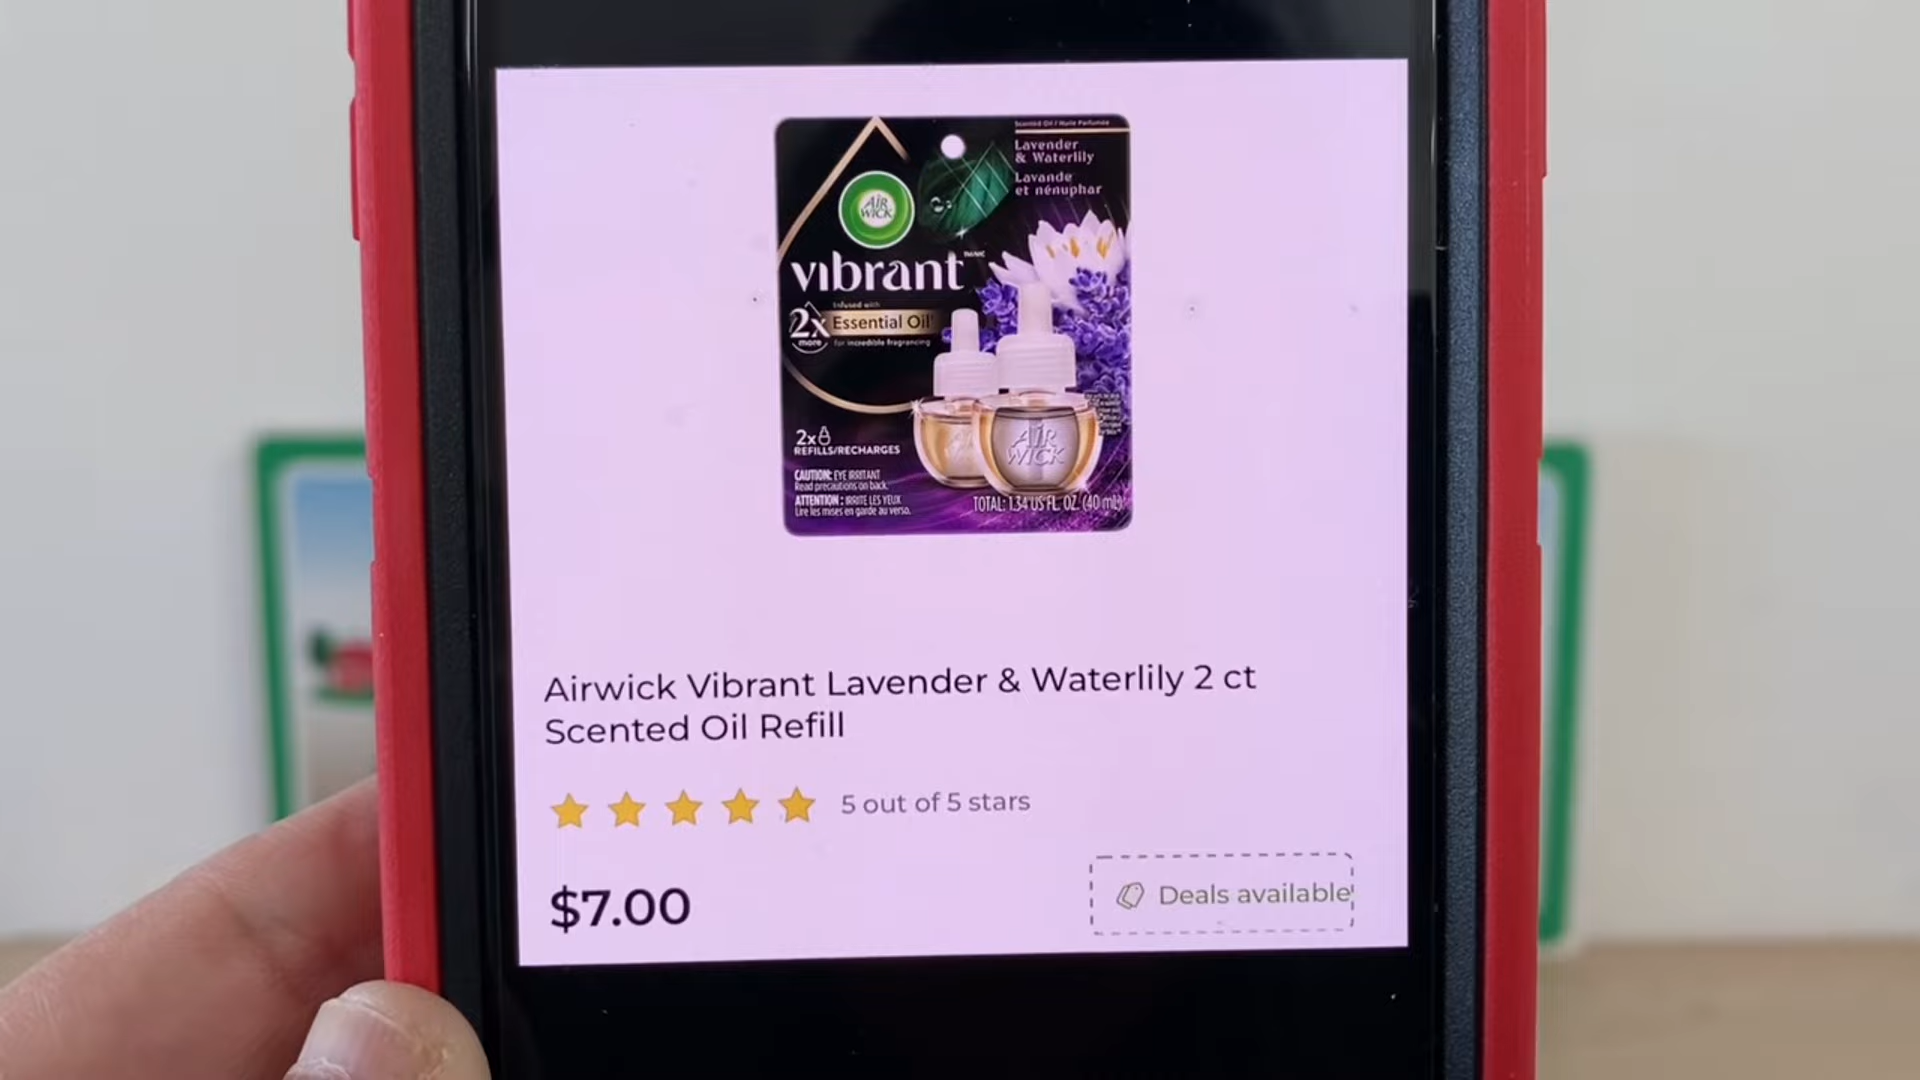 Scented Oil / Huile Parfumée
Lavender
& Waterlily
Lavande
et nénuphar
AIR
WICK
vibrant
Infused with
2x
more
Essential Oil
for incredible fragrancing
AIR
WICK
2x
REFILLS/RECHARGES
CAUTION: EYE IRRITANT
Read precautions on back.
ATTENTION : IRRITE LES YEUX
Lire les mises en garde au verso.
TOTAL: 1.34 US FL. OZ. (40 mL)
Airwick Vibrant Lavender & Waterlily 2 ct
Scented Oil Refill
5 out of 5 stars
$7.00
Deals available